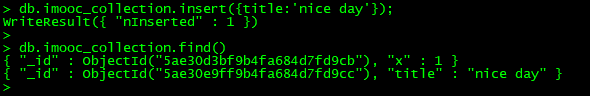 > db.imooc_collection.insert({title:'nice day'});
WriteResult({ "nInserted" : 1 })
>
> db.imooc_collection.find()
{ "_id" : ObjectId("5ae30d3bf9b4fa684d7fd9cb"), "x" : 1 }
{ "_id" : ObjectId("5ae30e9ff9b4fa684d7fd9cc"), "title" : "nice day" }
>